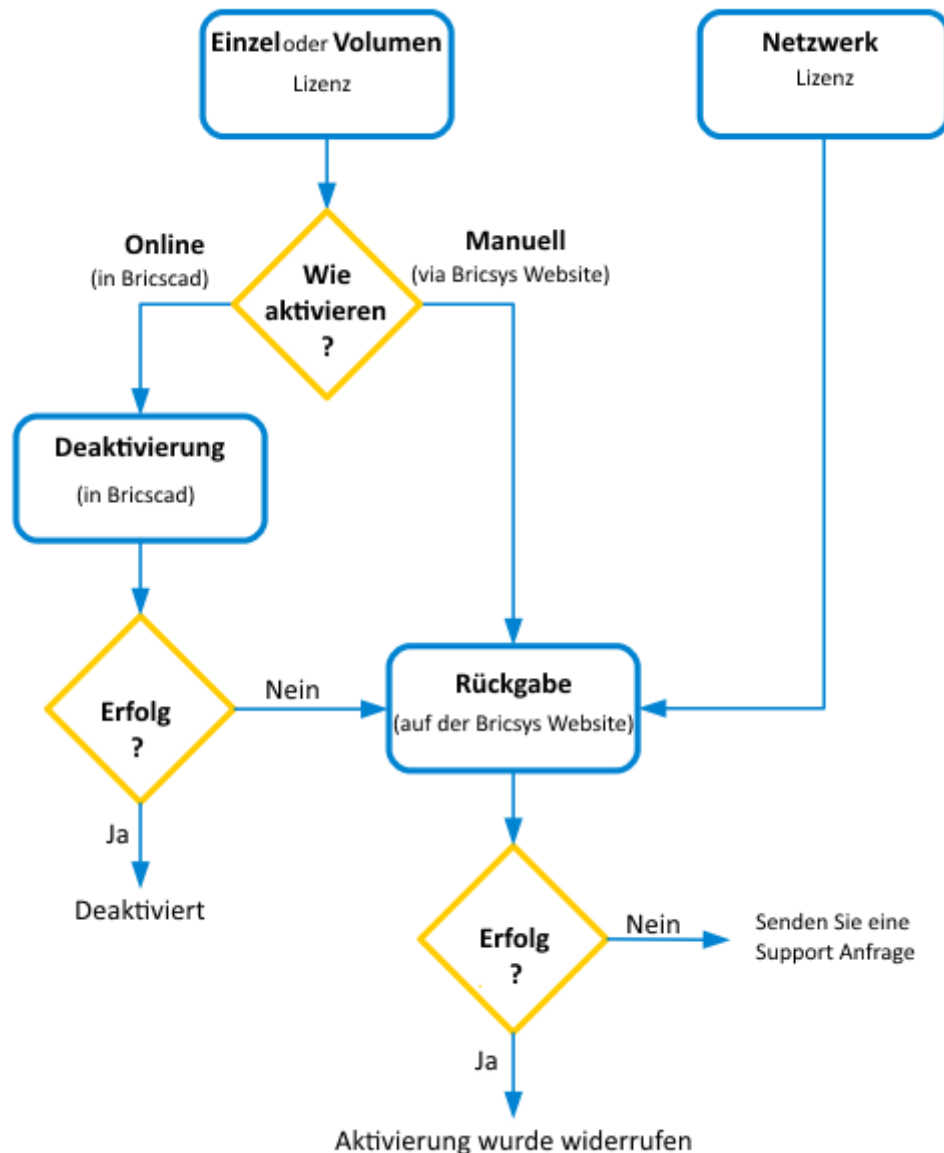 Einzel oder Volumen
Lizenz
Netzwerk
Lizenz
Online
(in Bricscad)
Manuell
(via Bricsys Website)
Wie
aktivieren
?
Deaktivierung
(in Bricscad)
Erfolg
?
Nein
Rückgabe
(auf der Bricsys Website)
Ja
Deaktiviert
Erfolg
?
Nein
Senden Sie eine
Support Anfrage
Ja
Aktivierung wurde widerrufen